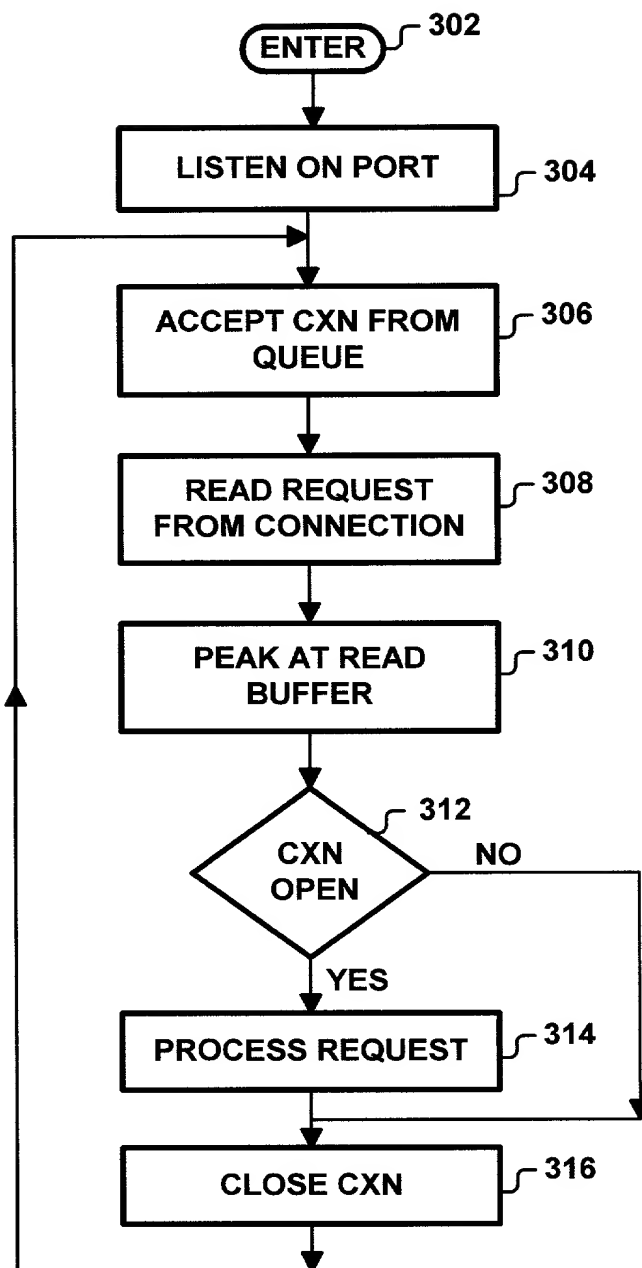 ENTER
302
LISTEN ON PORT
304
ACCEPT CXN FROM
QUEUE
306
READ REQUEST
FROM CONNECTION
308
PEAK AT READ
BUFFER
310
312
CXN
OPEN
NO
YES
PROCESS REQUEST
314
CLOSE CXN
316